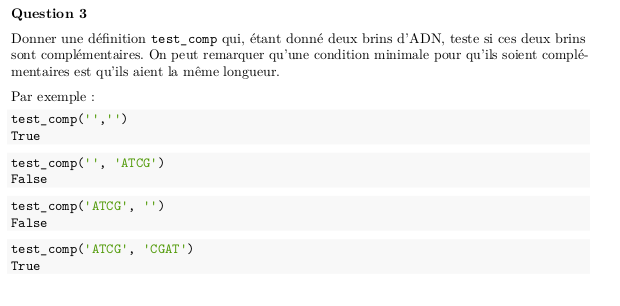 Question 3
Donner une définition test_comp qui, étant donné deux brins d'ADN, teste si ces deux brins
sont complémentaires. On peut remarquer qu'une condition minimale pour qu'ils soient complé-
mentaires est qu'ils aient la même longueur.
Par exemple :
test_comp('','')
True
test_comp('', 'ATCG')
False
test_comp('ATCG', '')
False
test_comp('ATCG', 'CGAT')
True